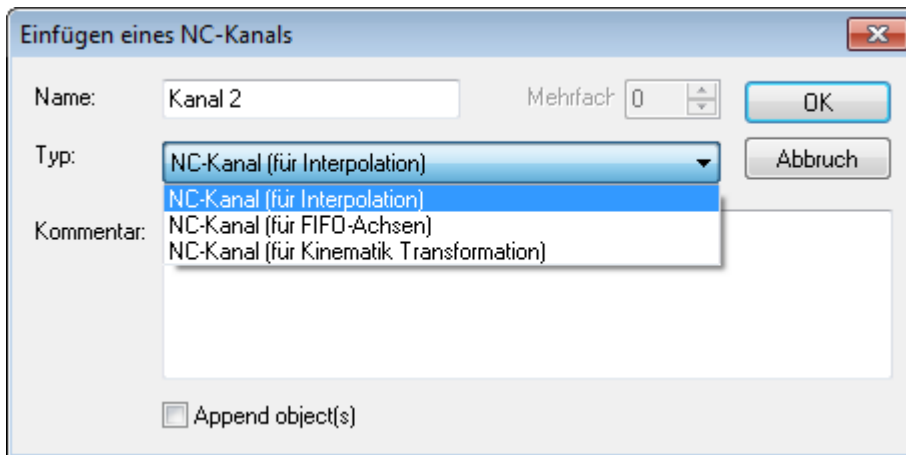 Einfügen eines NC-Kanals
Name: Kanal 2 Mehrfach 0 OK
Typ: NC-Kanal (für Interpolation) Abbruch
NC-Kanal (für Interpolation)
NC-Kanal (für FIFO-Achsen)
Kommentar:
NC-Kanal (für Kinematik Transformation)
Append object(s)